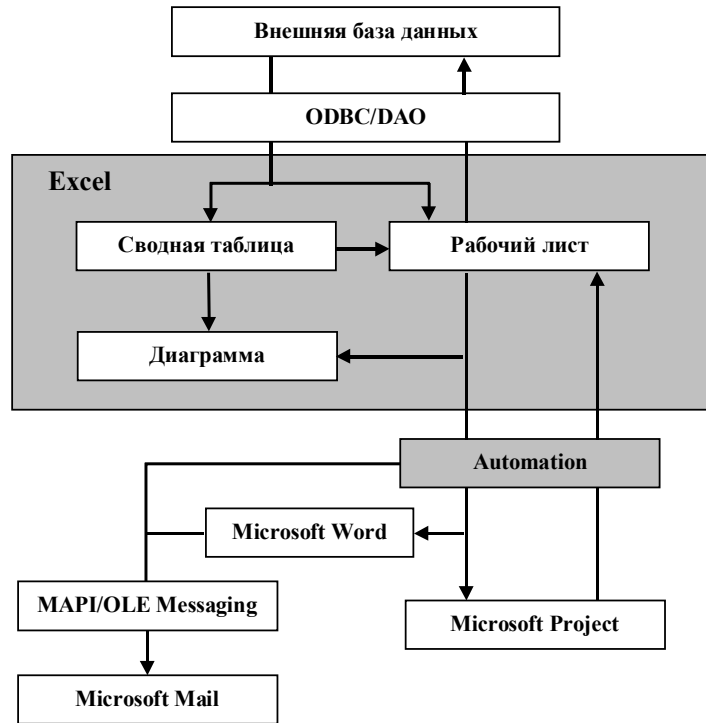 Внешняя база данных
ODBC/DAO
Excel
Сводная таблица
Рабочий лист
Диаграмма
Automation
Microsoft Word
MAPI/OLE Messaging
Microsoft Project
Microsoft Mail